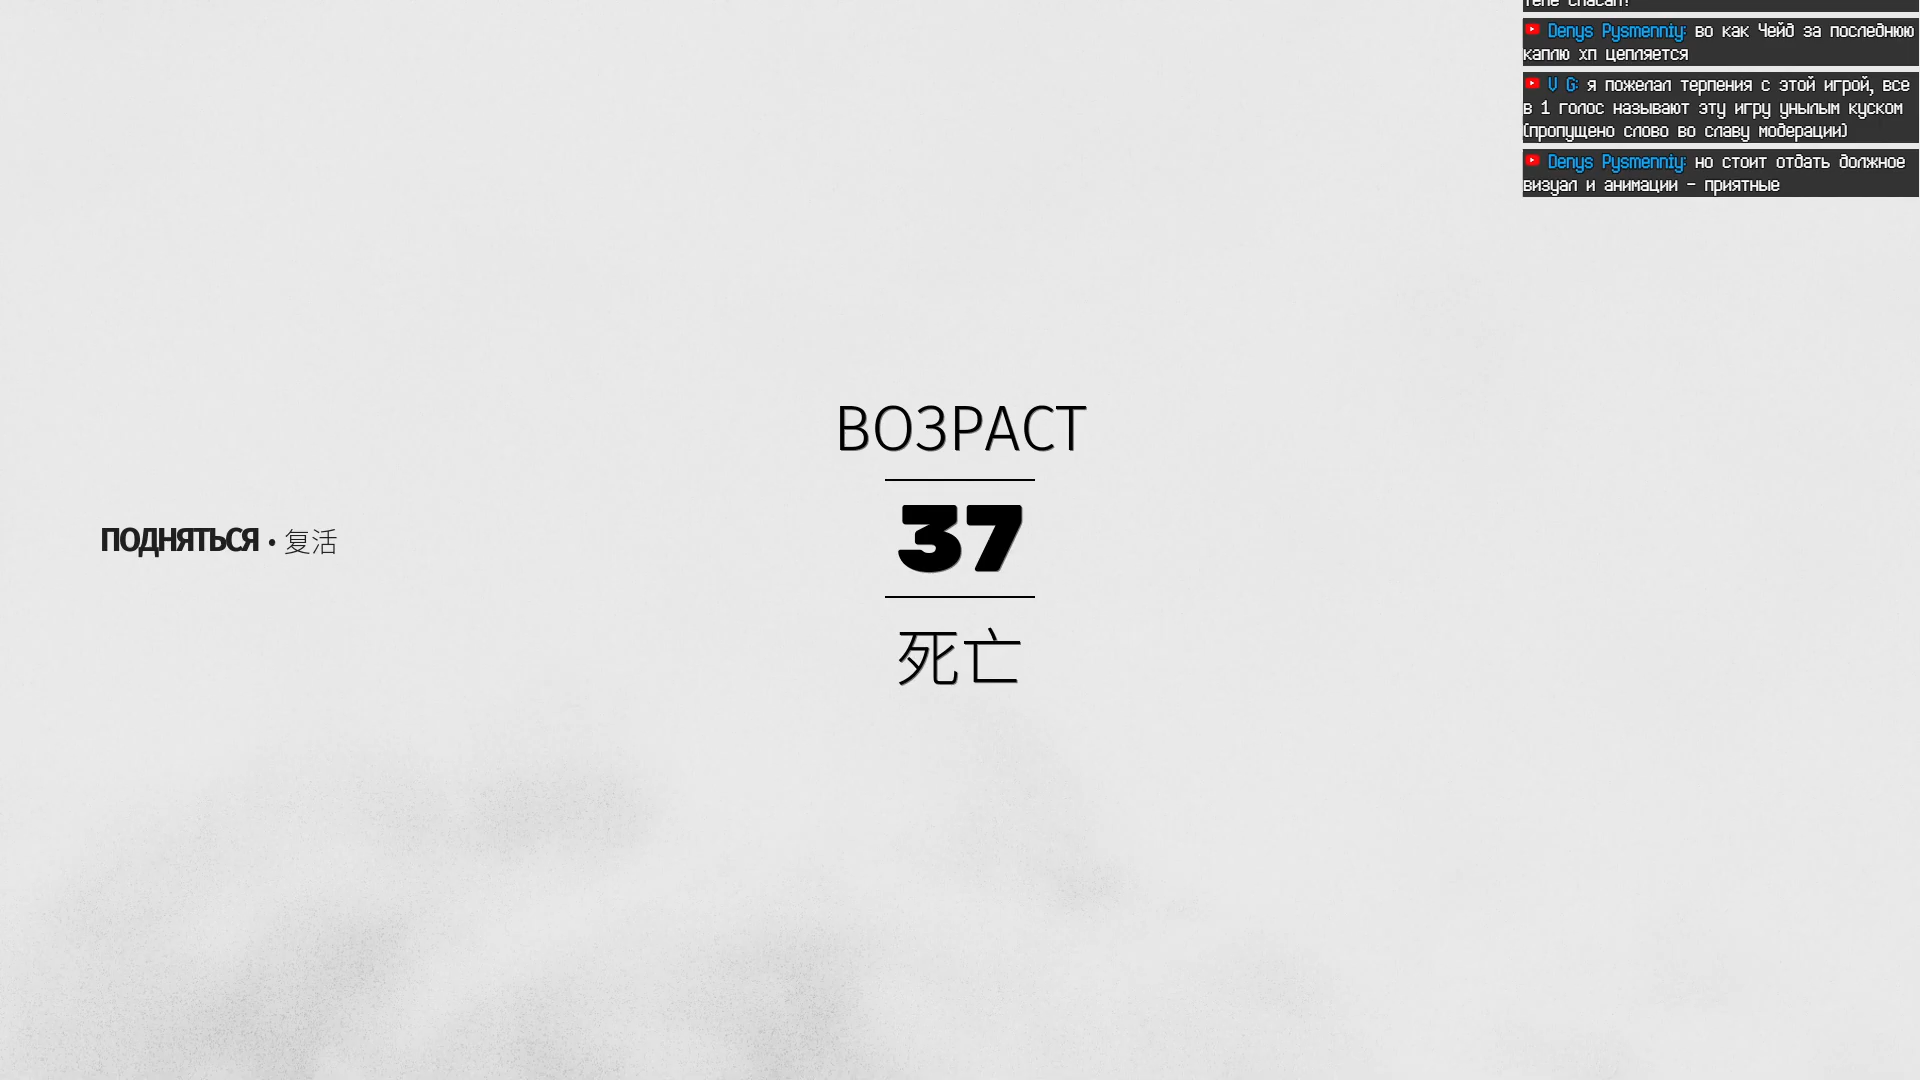 теле спасал!
Denys Pysmenniy: во как Чейд за последнюю
каплю хп цепляется
V G: я пожелал терпения с этой игрой, все
в 1 голос называют эту игру унылым куском
(пропущено слово во славу модерации)
Denys Pysmenniy: но стоит отдать должное
визуал и анимации - приятные
ВОЗРАСТ
37
死亡
ПОДНЯТЬСЯ • 复活